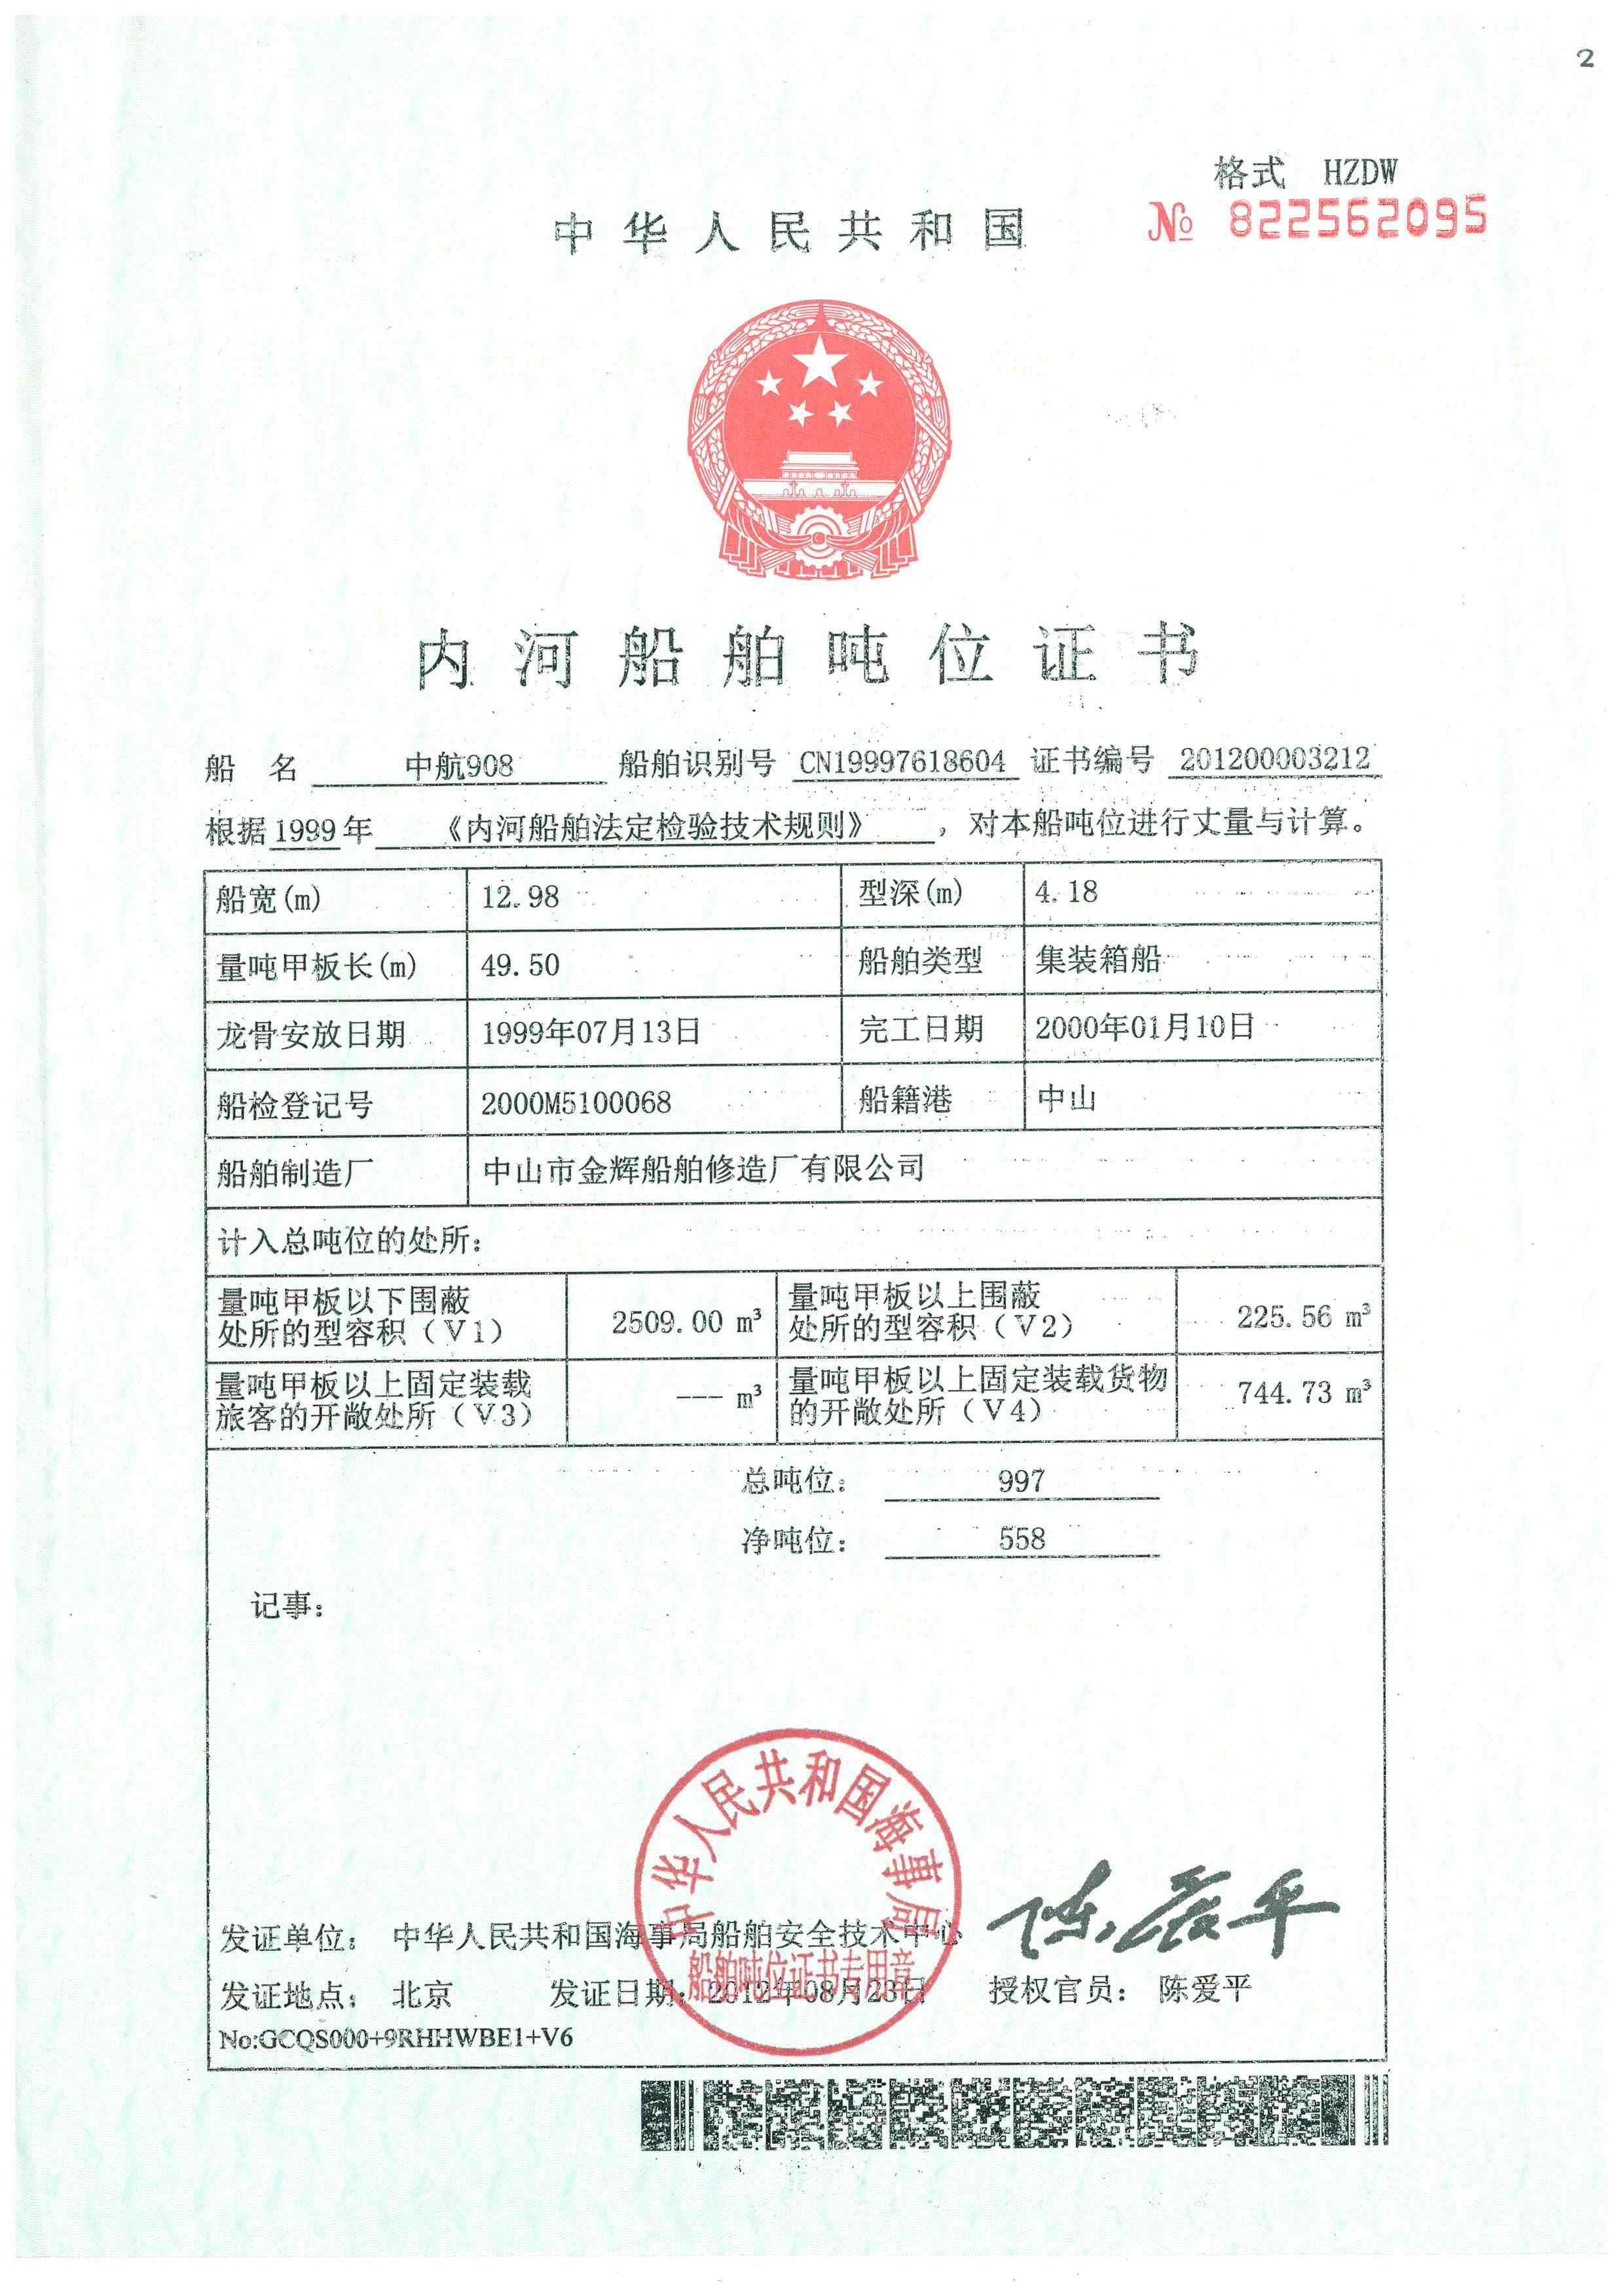 2
格式 HZDW
№ 822562095
中华人民共和国
内河船舶吨位证书
船 名 中航908 船舶识别号 CN19997618604 证书编号 201200003212
根据1999年 《内河船舶法定检验技术规则》 ，对本船吨位进行丈量与计算。
船宽(m) 12.98 型深(m) 4.18
量吨甲板长(m) 49.50 船舶类型 集装箱船
龙骨安放日期 1999年07月13日 完工日期 2000年01月10日
船检登记号 2000M5100068 船籍港 中山
船舶制造厂 中山市金辉船舶修造厂有限公司
计入总吨位的处所：
量吨甲板以下围蔽
处所的型容积（V1） 2509.00 m³
量吨甲板以上围蔽
处所的型容积（V2） 225.56 m³
量吨甲板以上固定装载
旅客的开敞处所（V3） --- m³
量吨甲板以上固定装载货物
的开敞处所（V4） 744.73 m³
总吨位： 997
净吨位： 558
记事：
中华人民共和国海事局
船舶吨位证书专用章
陈爱平
发证单位： 中华人民共和国海事局船舶安全技术中心
发证地点： 北京 发证日期： 2012年08月23日 授权官员： 陈爱平
No:GCQS000+9RHHWBE1+V6